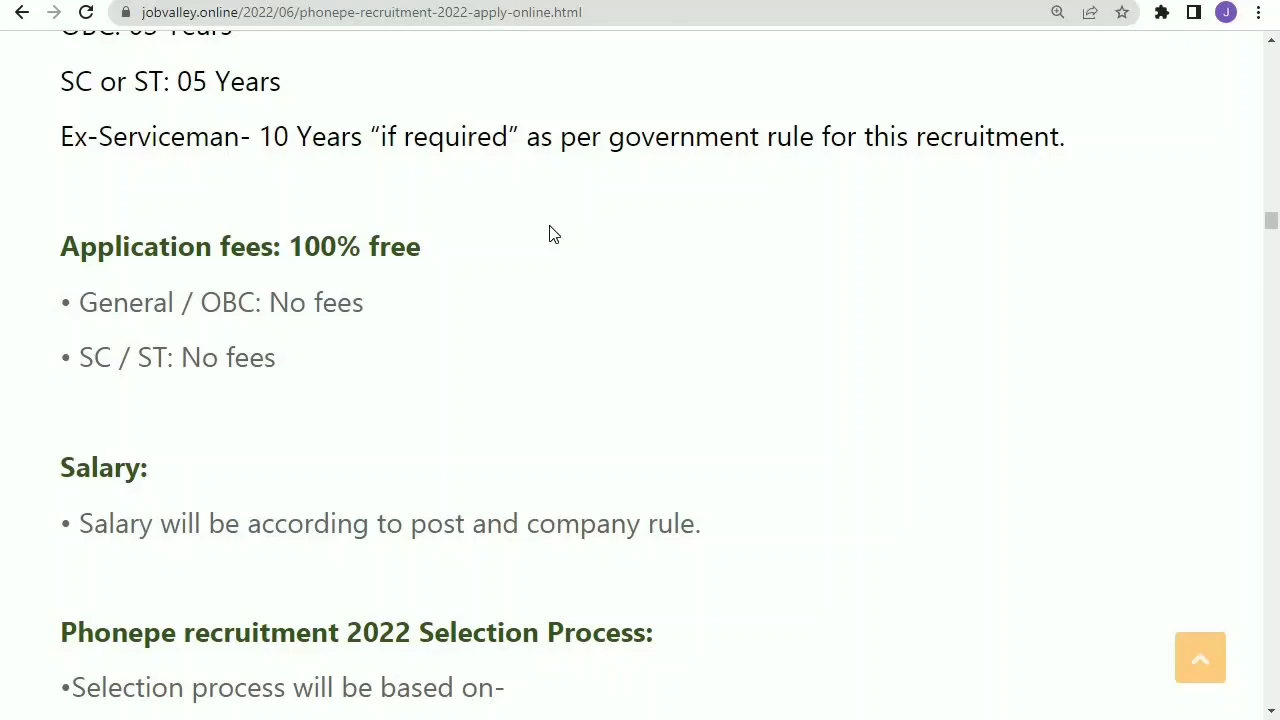 jobvalley.online/2022/06/phonepe-recruitment-2022-apply-online.html
J
OBC: 03 Years
SC or ST: 05 Years
Ex-Serviceman- 10 Years “if required” as per government rule for this recruitment.
Application fees: 100% free
• General / OBC: No fees
• SC / ST: No fees
Salary:
• Salary will be according to post and company rule.
Phonepe recruitment 2022 Selection Process:
•Selection process will be based on-